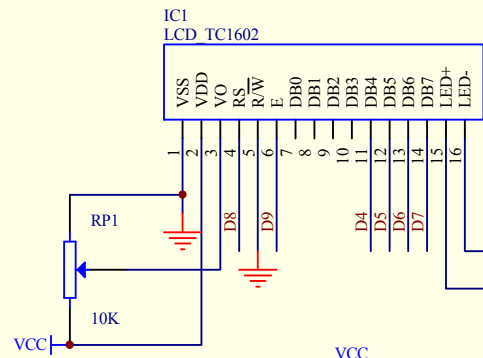 IC1
LCD_TC1602
VSS VDD VO RS R/W E DB0 DB1 DB2 DB3 DB4 DB5 DB6 DB7 LED+ LED-
1 2 3 4 5 6 7 8 9 10 11 12 13 14 15 16
D8 D9 D4 D5 D6 D7
RP1
10K
VCC
VCC